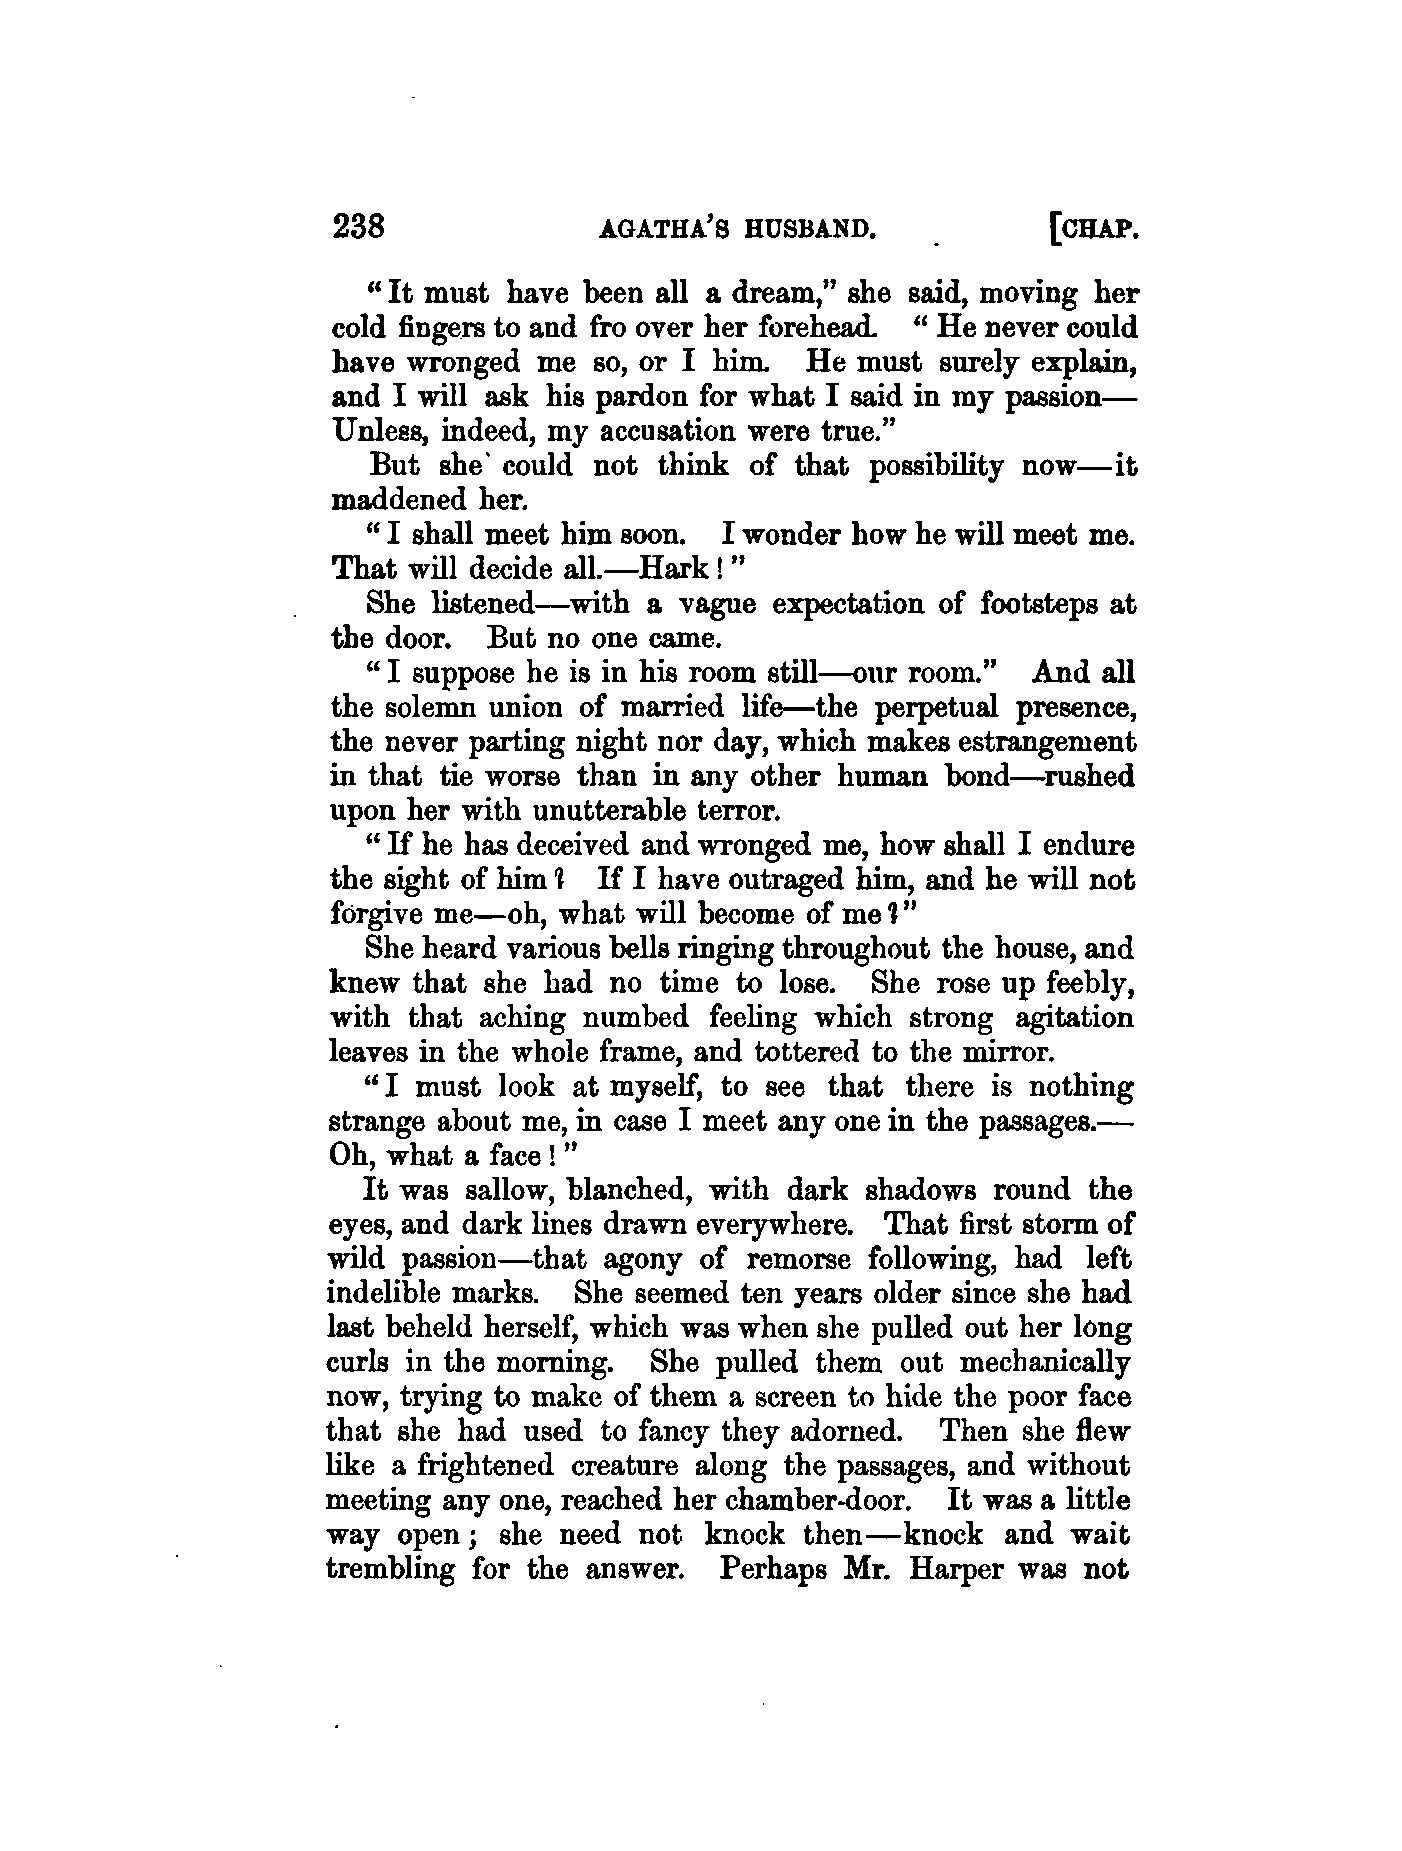 238 AGATHA'S HUSBAND. [CHAP.
"It must have been all a dream," she said, moving her
cold fingers to and fro over her forehead. "He never could
have wronged me so, or I him. He must surely explain,
and I will ask his pardon for what I said in my passion—
Unless, indeed, my accusation were true."
But she could not think of that possibility now—it
maddened her.
"I shall meet him soon. I wonder how he will meet me.
That will decide all.—Hark!"
She listened—with a vague expectation of footsteps at
the door. But no one came.
"I suppose he is in his room still—our room." And all
the solemn union of married life—the perpetual presence,
the never parting night nor day, which makes estrangement
in that tie worse than in any other human bond—rushed
upon her with unutterable terror.
"If he has deceived and wronged me, how shall I endure
the sight of him? If I have outraged him, and he will not
forgive me—oh, what will become of me?"
She heard various bells ringing throughout the house, and
knew that she had no time to lose. She rose up feebly,
with that aching numbed feeling which strong agitation
leaves in the whole frame, and tottered to the mirror.
"I must look at myself, to see that there is nothing
strange about me, in case I meet any one in the passages.—
Oh, what a face!"
It was sallow, blanched, with dark shadows round the
eyes, and dark lines drawn everywhere. That first storm of
wild passion—that agony of remorse following, had left
indelible marks. She seemed ten years older since she had
last beheld herself, which was when she pulled out her long
curls in the morning. She pulled them out mechanically
now, trying to make of them a screen to hide the poor face
that she had used to fancy they adorned. Then she flew
like a frightened creature along the passages, and without
meeting any one, reached her chamber-door. It was a little
way open; she need not knock then—knock and wait
trembling for the answer. Perhaps Mr. Harper was not